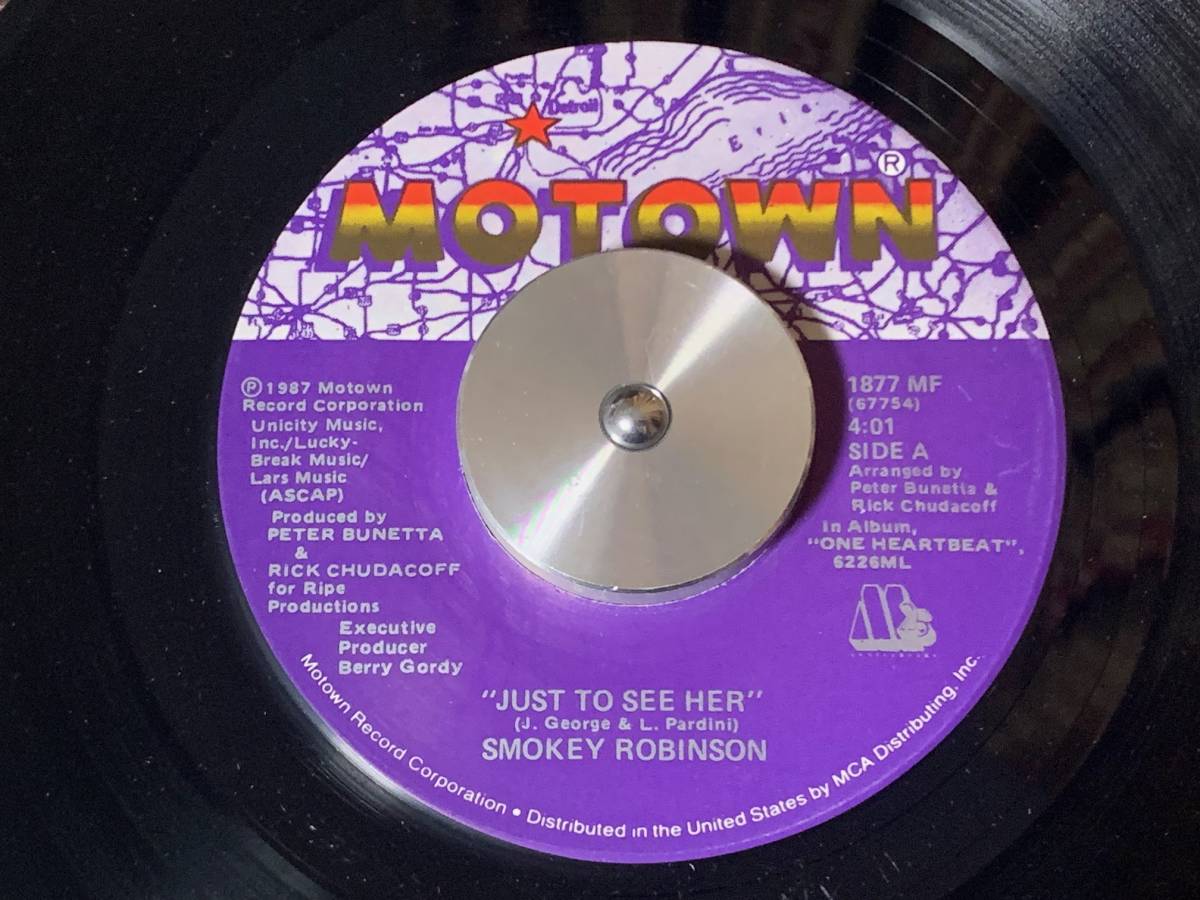 Detroit
Erie
MOTOWN®
℗ 1987 Motown
Record Corporation
Unicity Music,
Inc./Lucky-
Break Music/
Lars Music
(ASCAP)
Produced by
PETER BUNETTA
&
RICK CHUDACOFF
for Ripe
Productions
Executive
Producer
Berry Gordy
1877 MF
(67754)
4:01
SIDE A
Arranged by
Peter Bunetta &
Rick Chudacoff
In Album,
"ONE HEARTBEAT",
6226ML
"JUST TO SEE HER"
(J. George & L. Pardini)
SMOKEY ROBINSON
Motown Record Corporation • Distributed in the United States by MCA Distributing, Inc.